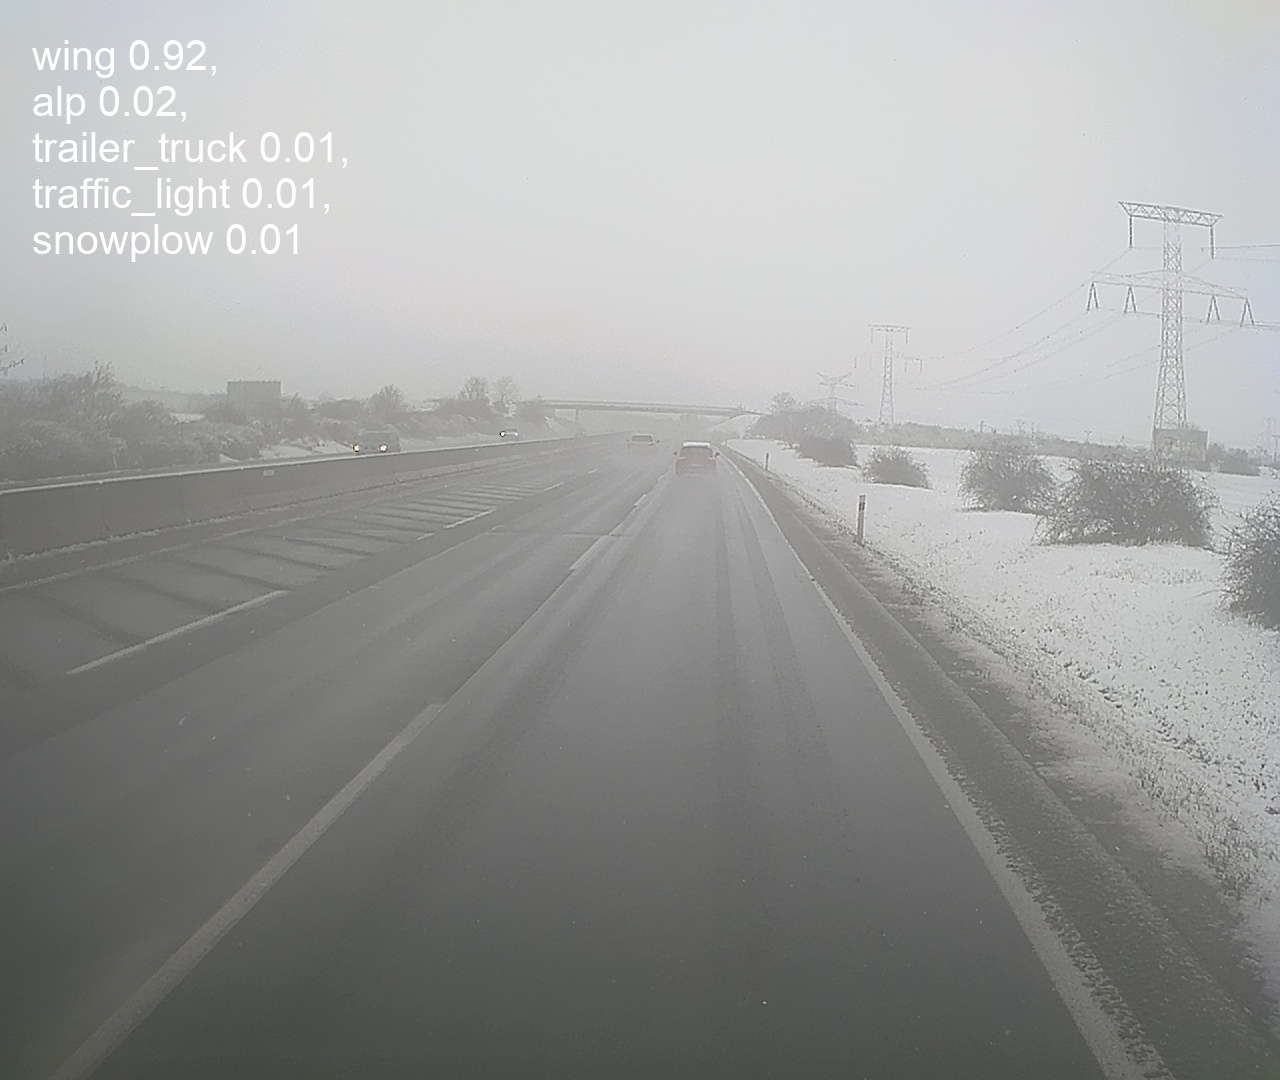 wing 0.92,
alp 0.02,
trailer_truck 0.01,
traffic_light 0.01,
snowplow 0.01